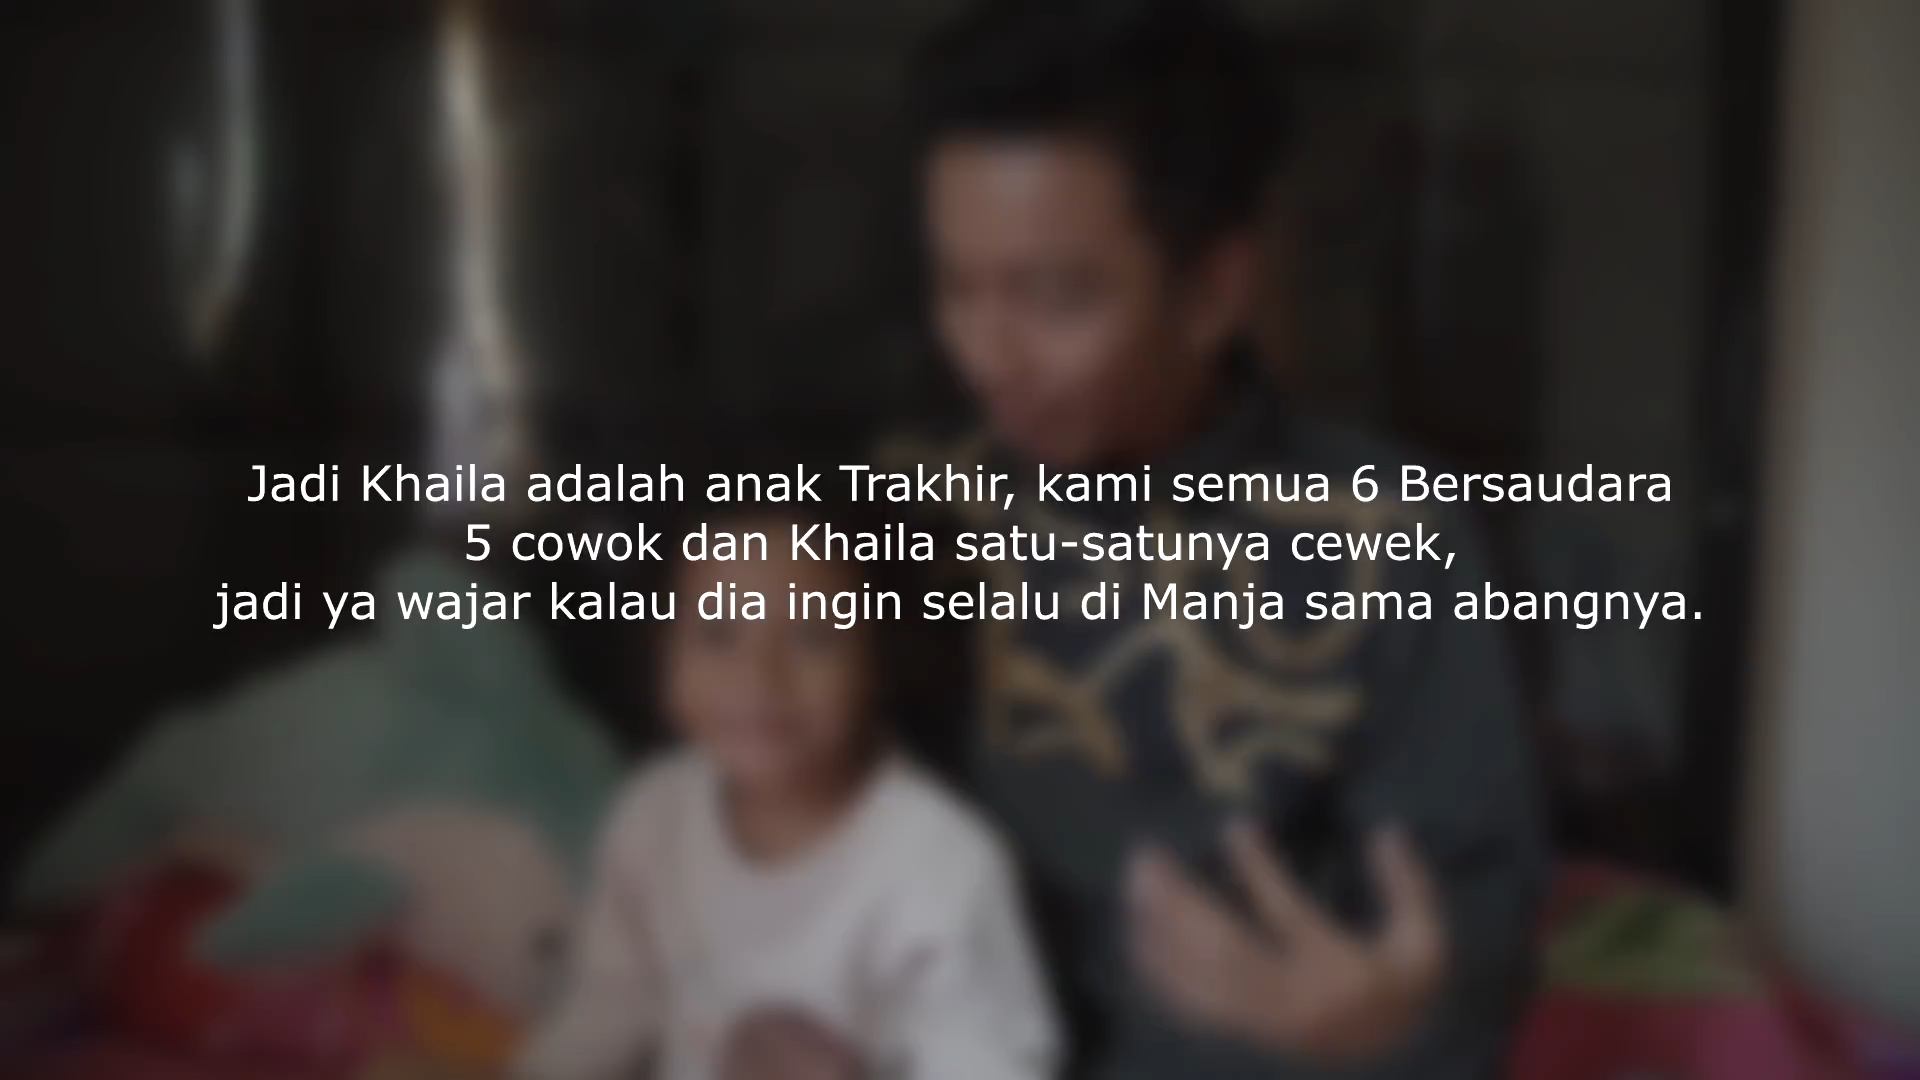 Jadi Khaila adalah anak Trakhir, kami semua 6 Bersaudara
5 cowok dan Khaila satu-satunya cewek,
jadi ya wajar kalau dia ingin selalu di Manja sama abangnya.